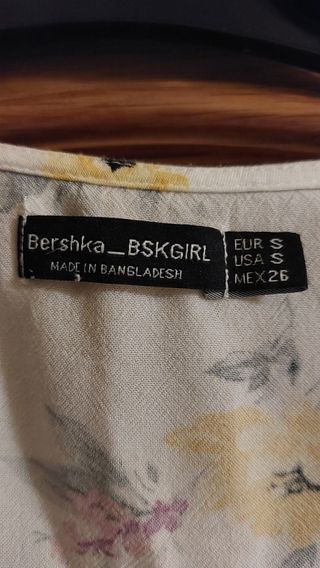 Bershka_BSKGIRL
MADE IN BANGLADESH
EUR S
USA S
MEX 26